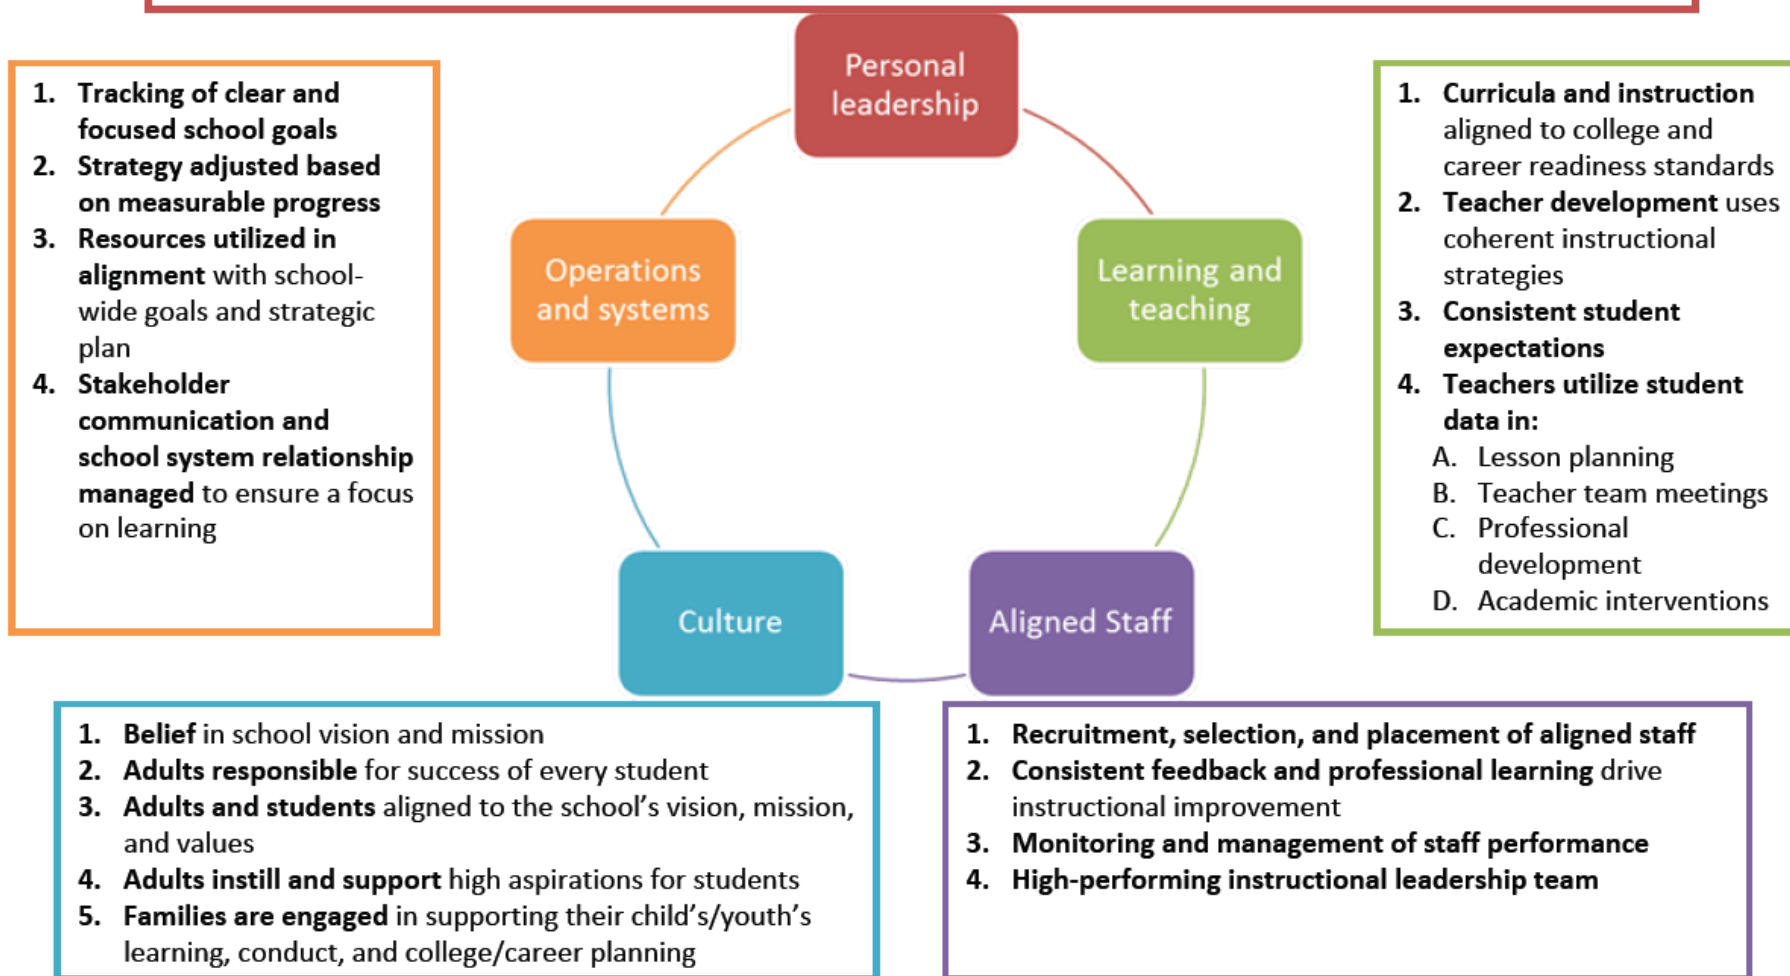 Personal
leadership
1. Tracking of clear and
focused school goals
2. Strategy adjusted based
on measurable progress
3. Resources utilized in
alignment with school-
wide goals and strategic
plan
4. Stakeholder
communication and
school system relationship
managed to ensure a focus
on learning
Operations
and systems
Learning and
teaching
1. Curricula and instruction
aligned to college and
career readiness standards
2. Teacher development uses
coherent instructional
strategies
3. Consistent student
expectations
4. Teachers utilize student
data in:
A. Lesson planning
B. Teacher team meetings
C. Professional
development
D. Academic interventions
Culture
Aligned Staff
1. Belief in school vision and mission
2. Adults responsible for success of every student
3. Adults and students aligned to the school’s vision, mission,
and values
4. Adults instill and support high aspirations for students
5. Families are engaged in supporting their child’s/youth’s
learning, conduct, and college/career planning
1. Recruitment, selection, and placement of aligned staff
2. Consistent feedback and professional learning drive
instructional improvement
3. Monitoring and management of staff performance
4. High-performing instructional leadership team